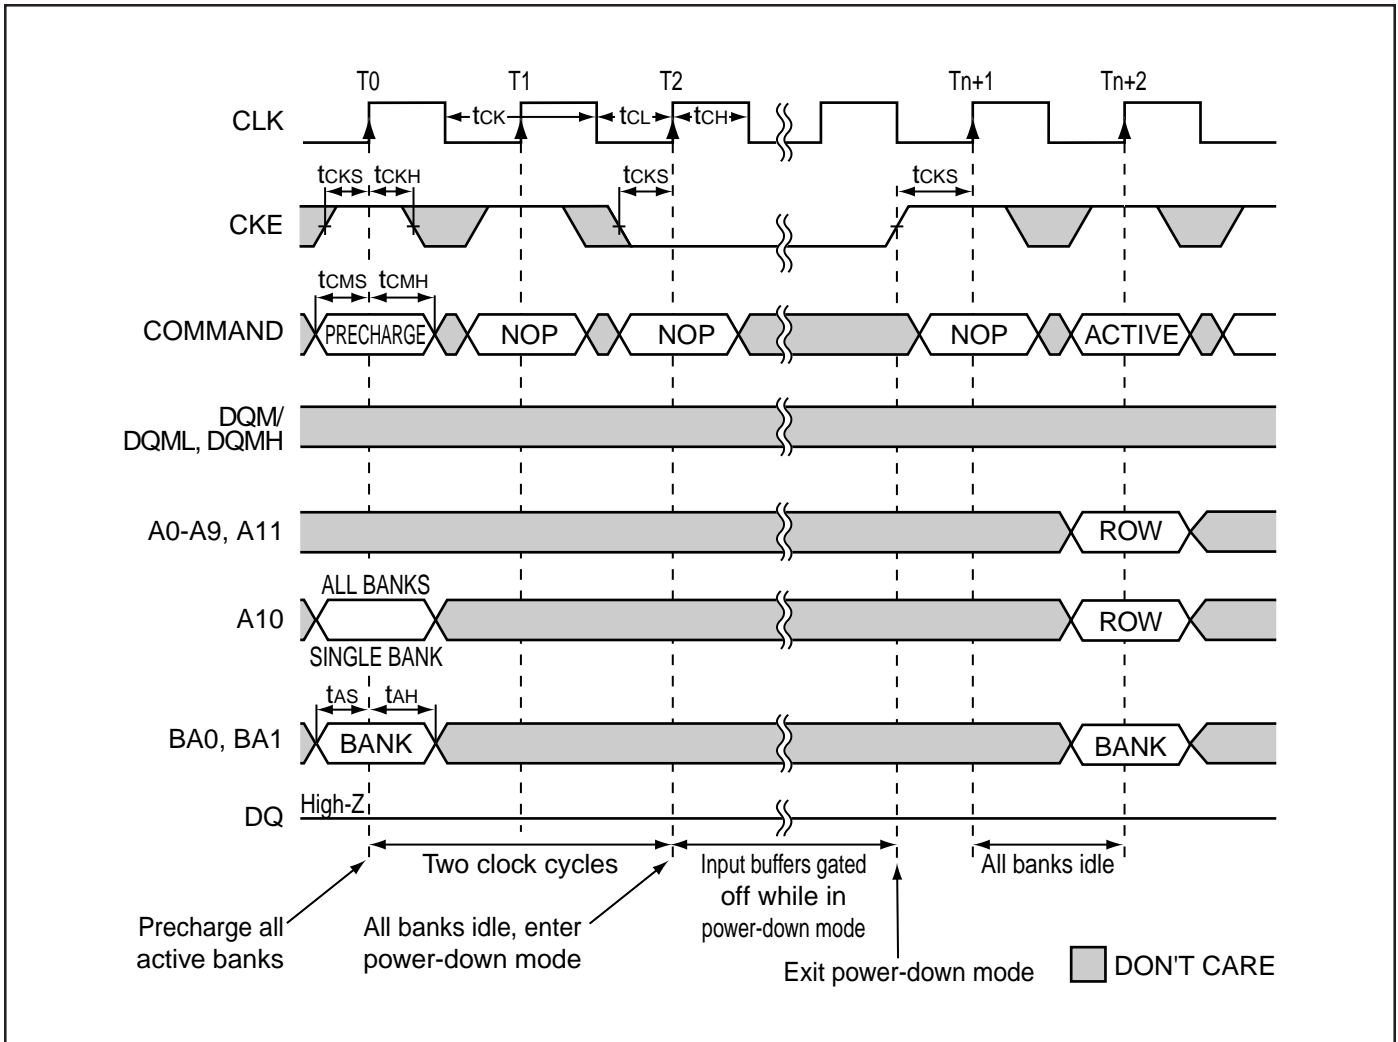 T0 T1 T2 Tn+1 Tn+2
CLK tCK tCL tCH
tCKS tCKH tCKS tCKS
CKE
tCMS tCMH
COMMAND PRECHARGE NOP NOP NOP ACTIVE
DQM/
DQML, DQMH
A0-A9, A11 ROW
ALL BANKS
A10 ROW
SINGLE BANK
tAS tAH
BA0, BA1 BANK BANK
DQ High-Z
Two clock cycles Input buffers gated All banks idle
off while in
power-down mode
Precharge all
active banks
All banks idle, enter
power-down mode
Exit power-down mode
DON'T CARE